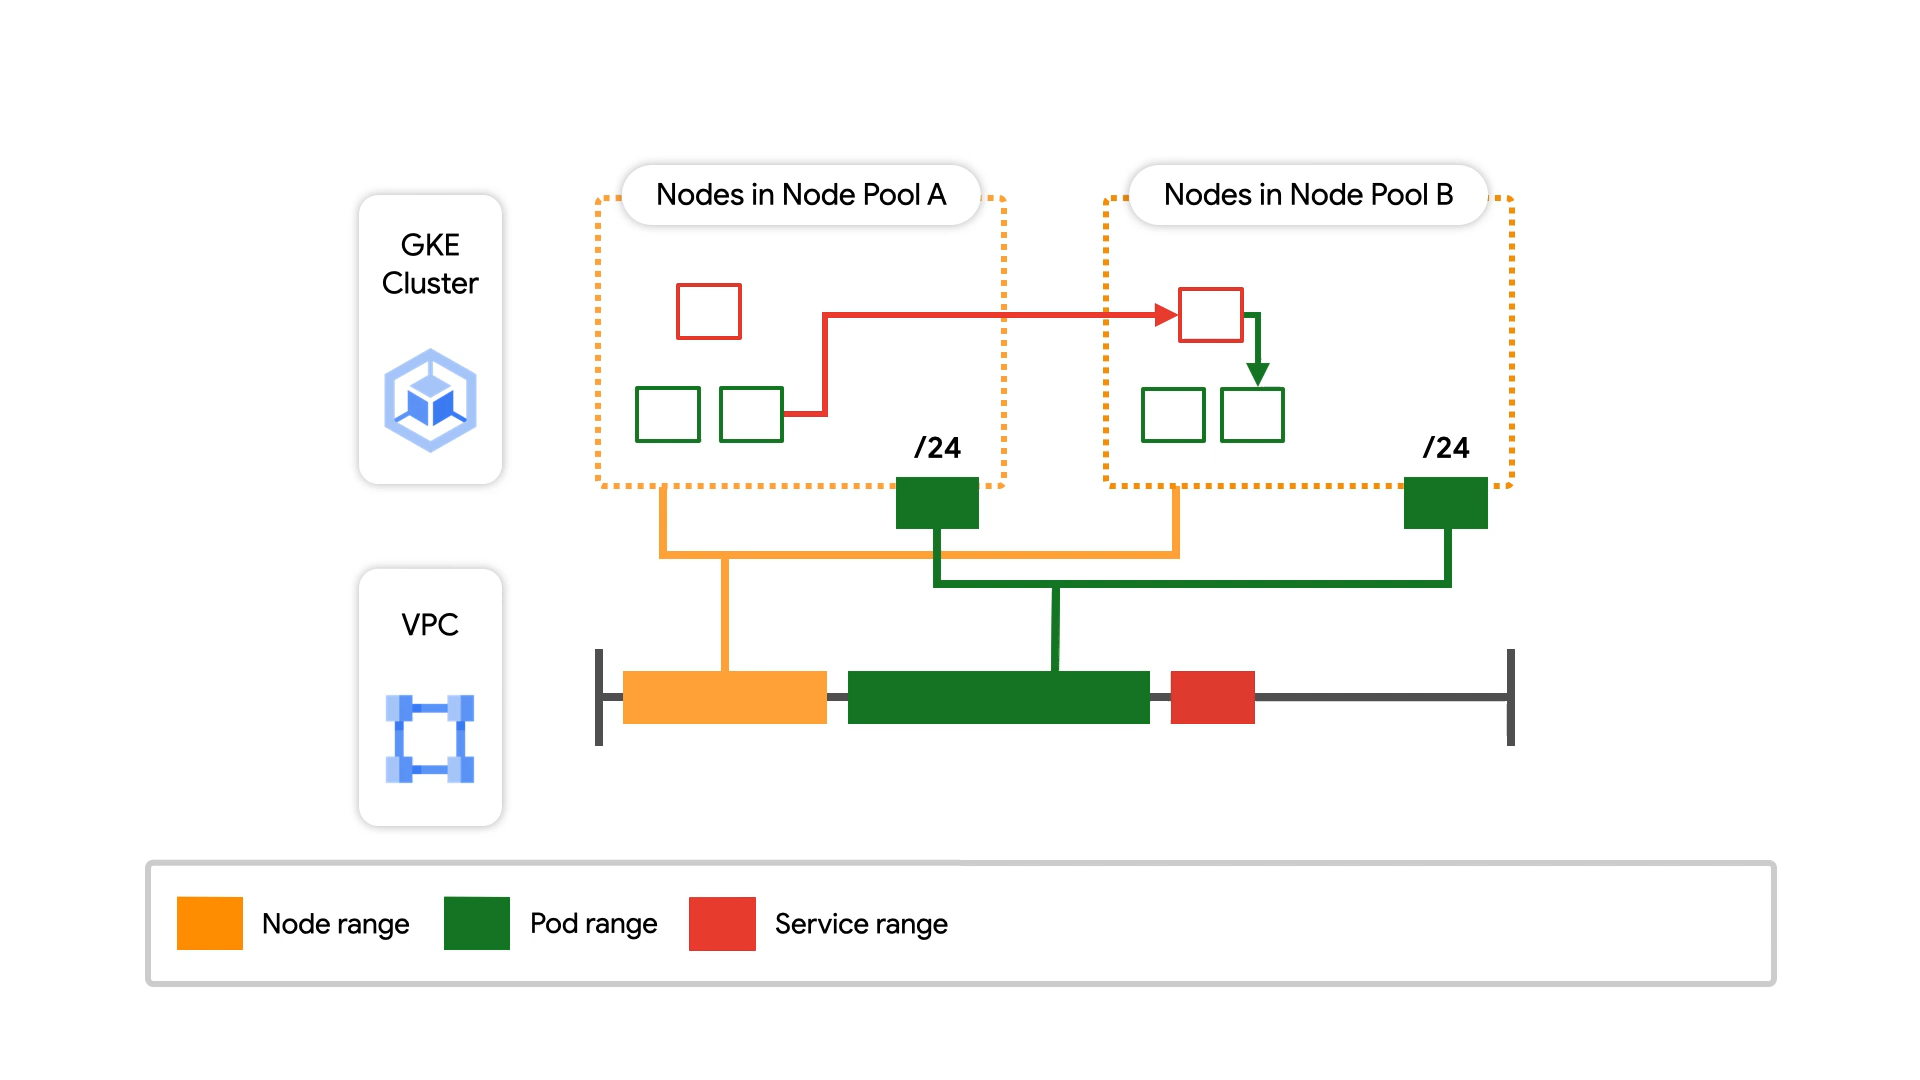 Nodes in Node Pool A
Nodes in Node Pool B
GKE
Cluster
/24
/24
VPC
Node range
Pod range
Service range